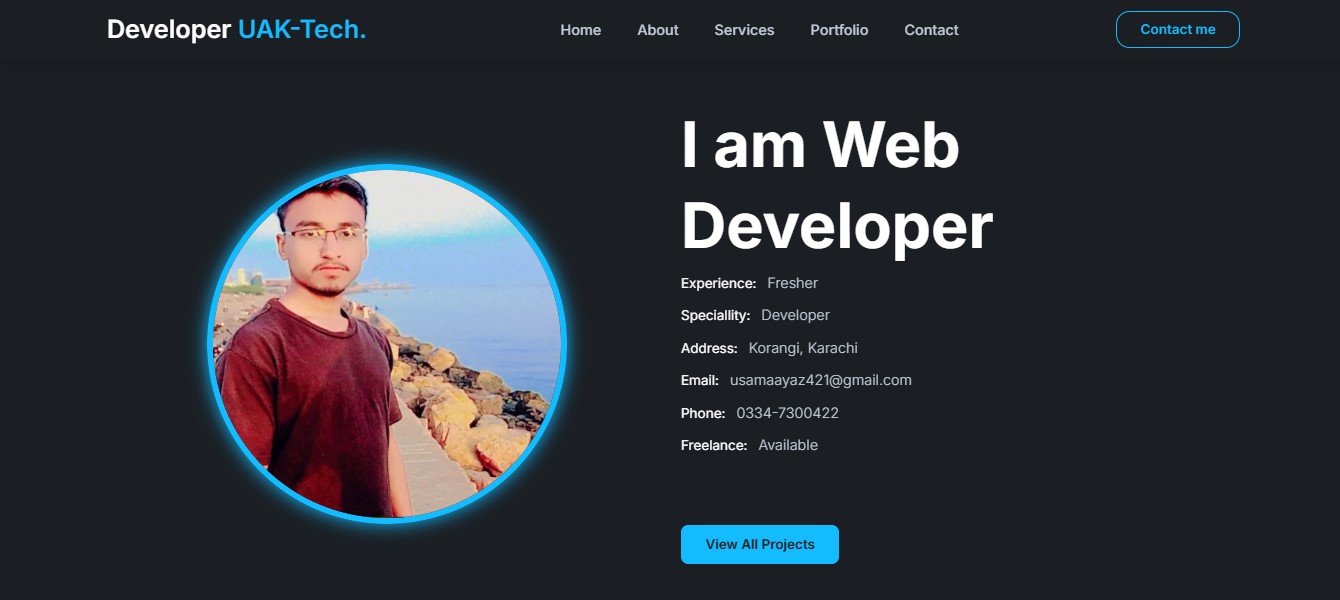 Developer UAK-Tech.
Home About Services Portfolio Contact
Contact me
I am Web
Developer
Experience: Fresher
Speciallity: Developer
Address: Korangi, Karachi
Email: usamaayaz421@gmail.com
Phone: 0334-7300422
Freelance: Available
View All Projects